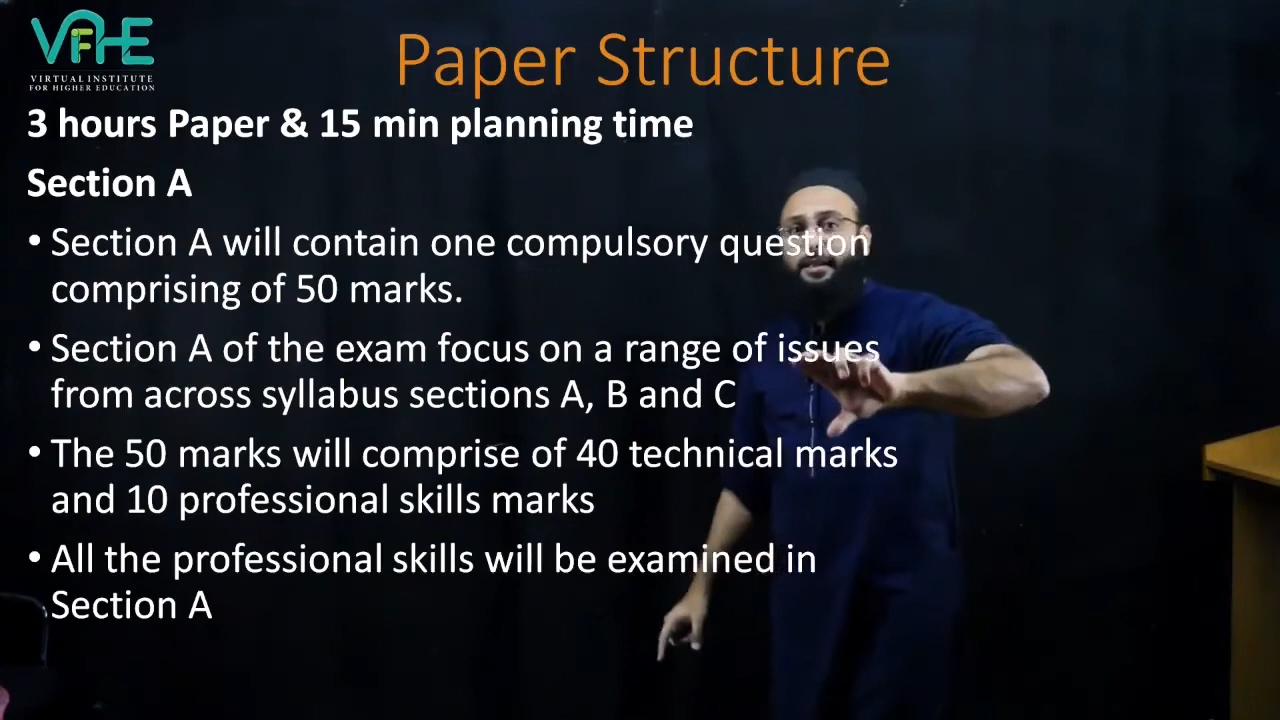 VIFHE
VIRTUAL INSTITUTE
FOR HIGHER EDUCATION
Paper Structure
3 hours Paper & 15 min planning time
Section A
• Section A will contain one compulsory question
comprising of 50 marks.
• Section A of the exam focus on a range of issues
from across syllabus sections A, B and C
• The 50 marks will comprise of 40 technical marks
and 10 professional skills marks
• All the professional skills will be examined in
Section A